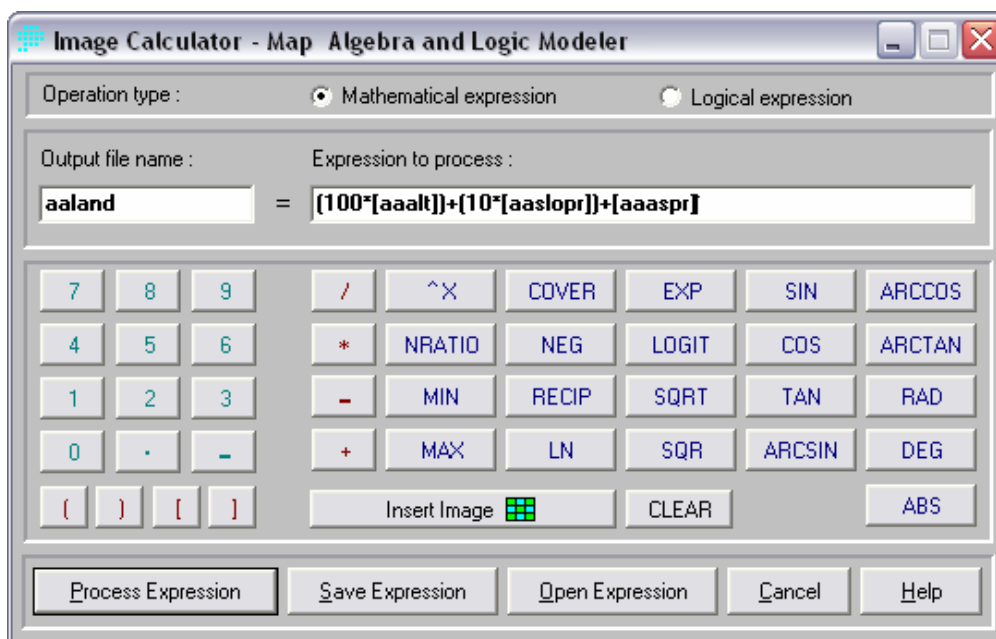 Image Calculator - Map Algebra and Logic Modeler
Operation type : Mathematical expression Logical expression
Output file name : Expression to process :
aaland = (100*[aaalt])+(10*[aaslopr])+[aaaspr]
7 8 9 / ^X COVER EXP SIN ARCCOS
4 5 6 * NRATIO NEG LOGIT COS ARCTAN
1 2 3 - MIN RECIP SQRT TAN RAD
0 . - + MAX LN SQR ARCSIN DEG
( ) [ ] Insert Image CLEAR ABS
Process Expression Save Expression Open Expression Cancel Help